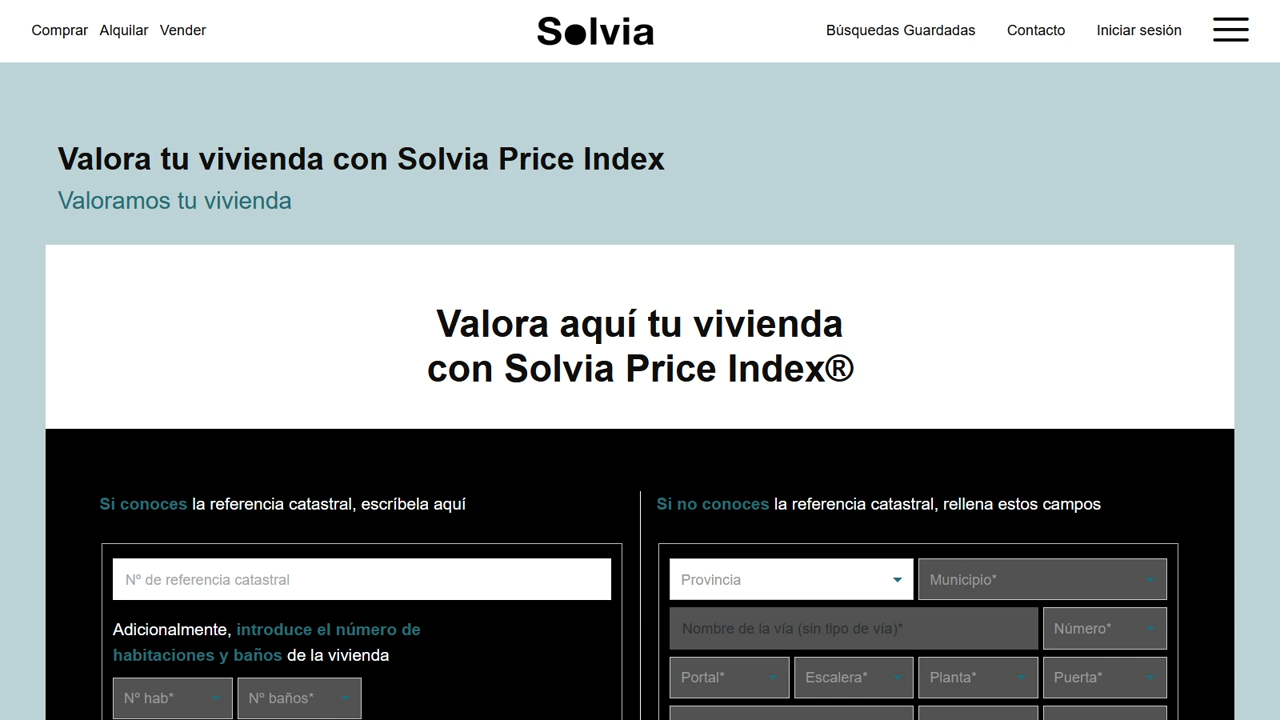 Comprar Alquilar Vender
Solvia
Búsquedas Guardadas Contacto Iniciar sesión
Valora tu vivienda con Solvia Price Index
Valoramos tu vivienda
Valora aquí tu vivienda
con Solvia Price Index®
Si conoces la referencia catastral, escríbela aquí
Nº de referencia catastral
Adicionalmente, introduce el número de
habitaciones y baños de la vivienda
Nº hab* Nº baños*
Si no conoces la referencia catastral, rellena estos campos
Provincia Municipio*
Nombre de la vía (sin tipo de vía)* Número*
Portal* Escalera* Planta* Puerta*